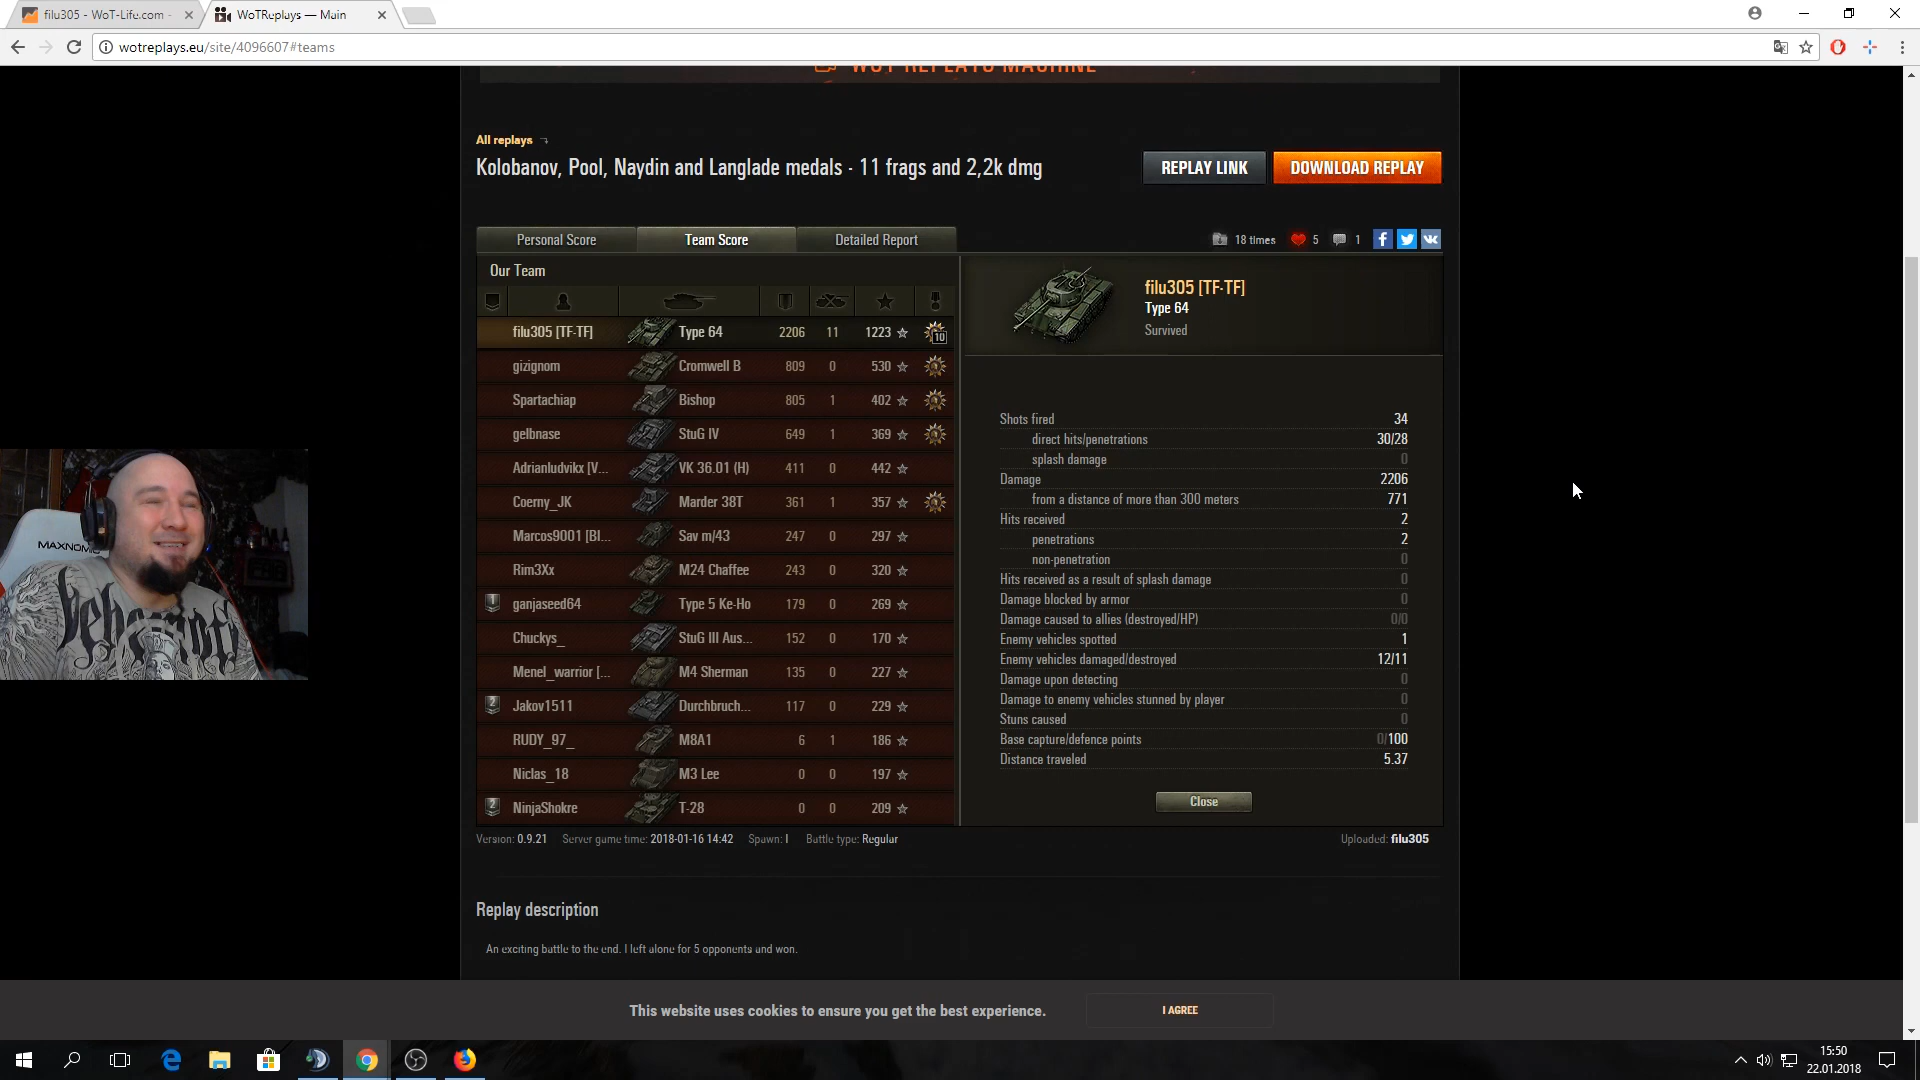 filu305 - WoT-Life.com -
WoTReplays — Main
wotreplays.eu/site/4096607#teams
WOT REPLAYS MACHINE
All replays
Kolobanov, Pool, Naydin and Langlade medals - 11 frags and 2,2k dmg
REPLAY LINK
DOWNLOAD REPLAY
Personal Score
Team Score
Detailed Report
18 times
5
1
Our Team
filu305 [TF-TF] Type 64 2206 11 1223 10
gizignom Cromwell B 809 0 530
Spartachiap Bishop 805 1 402
gelbnase StuG IV 649 1 369
Adrianludvikx [V... VK 36.01 (H) 411 0 442
Coerny_JK Marder 38T 361 1 357
Marcos9001 [BI... Sav m/43 247 0 297
Rim3Xx M24 Chaffee 243 0 320
1 ganjaseed64 Type 5 Ke-Ho 179 0 269
Chuckys_ StuG III Aus... 152 0 170
Menel_warrior [... M4 Sherman 135 0 227
2 Jakov1511 Durchbruch... 117 0 229
RUDY_97_ M8A1 6 1 186
Niclas_18 M3 Lee 0 0 197
2 NinjaShokre T-28 0 0 209
filu305 [TF-TF]
Type 64
Survived
Shots fired 34
direct hits/penetrations 30/28
splash damage 0
Damage 2206
from a distance of more than 300 meters 771
Hits received 2
penetrations 2
non-penetration 0
Hits received as a result of splash damage 0
Damage blocked by armor 0
Damage caused to allies (destroyed/HP) 0/0
Enemy vehicles spotted 1
Enemy vehicles damaged/destroyed 12/11
Damage upon detecting 0
Damage to enemy vehicles stunned by player 0
Stuns caused 0
Base capture/defence points 0/100
Distance traveled 5.37
Close
Version: 0.9.21 Server game time: 2018-01-16 14:42 Spawn: I Battle type: Regular
Uploaded: filu305
Replay description
An exciting battle to the end. I left alone for 5 opponents and won.
MAXNOMIC
This website uses cookies to ensure you get the best experience.
I AGREE
15:50
22.01.2018